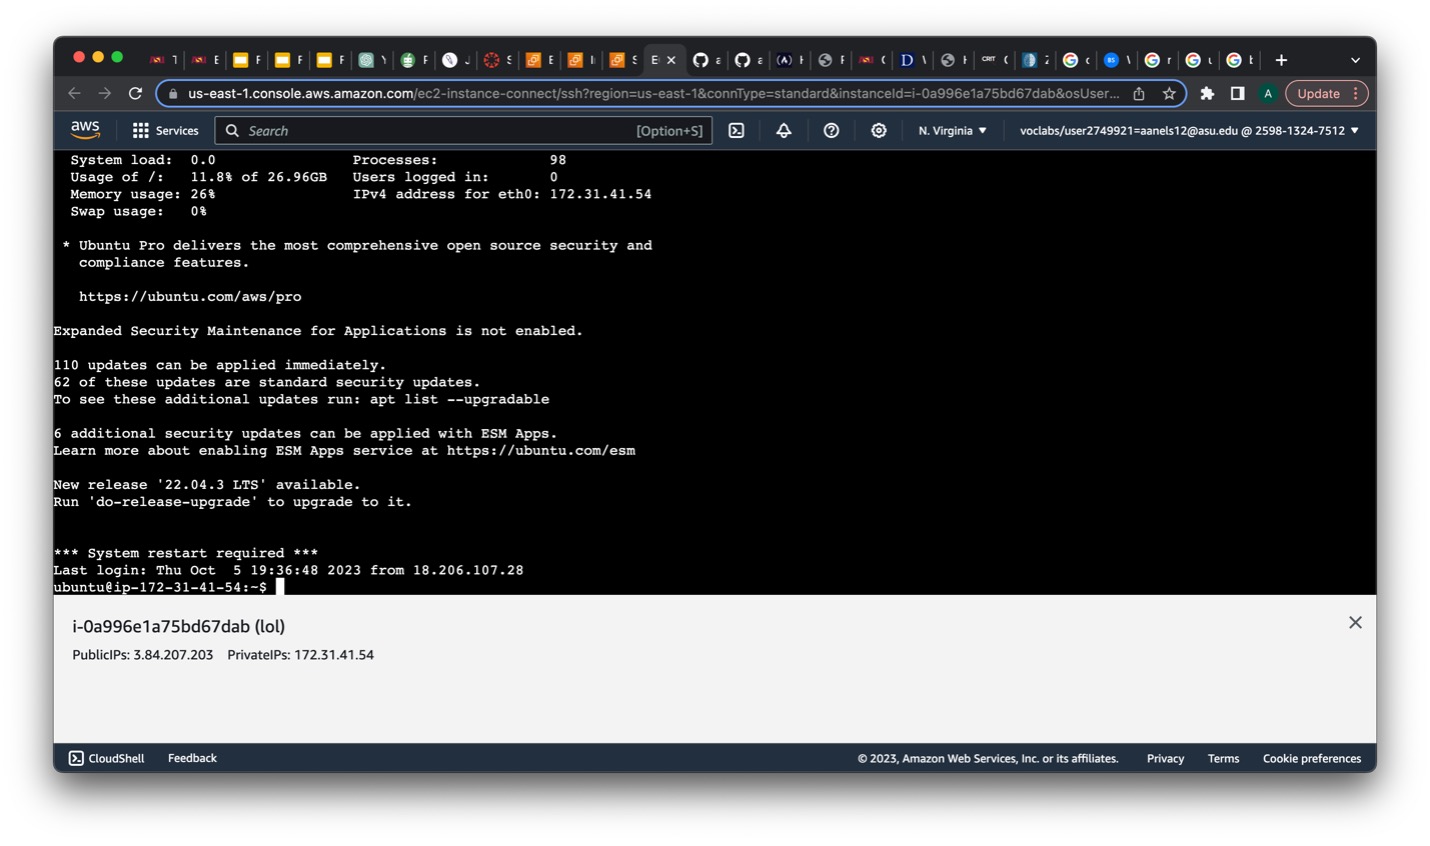 us-east-1.console.aws.amazon.com/ec2-instance-connect/ssh?region=us-east-1&connType=standard&instanceId=i-0a996e1a75bd67dab&osUser...
A
Update
aws
Services
Search
[Option+S]
N. Virginia
voclabs/user2749921=aanels12@asu.edu @ 2598-1324-7512
System load: 0.0 Processes: 98
Usage of /: 11.8% of 26.96GB Users logged in: 0
Memory usage: 26% IPv4 address for eth0: 172.31.41.54
Swap usage: 0%
* Ubuntu Pro delivers the most comprehensive open source security and
compliance features.
https://ubuntu.com/aws/pro
Expanded Security Maintenance for Applications is not enabled.
110 updates can be applied immediately.
62 of these updates are standard security updates.
To see these additional updates run: apt list --upgradable
6 additional security updates can be applied with ESM Apps.
Learn more about enabling ESM Apps service at https://ubuntu.com/esm
New release '22.04.3 LTS' available.
Run 'do-release-upgrade' to upgrade to it.
*** System restart required ***
Last login: Thu Oct  5 19:36:48 2023 from 18.206.107.28
ubuntu@ip-172-31-41-54:~$
i-0a996e1a75bd67dab (lol)
PublicIPs: 3.84.207.203 PrivateIPs: 172.31.41.54
CloudShell
Feedback
© 2023, Amazon Web Services, Inc. or its affiliates.
Privacy
Terms
Cookie preferences